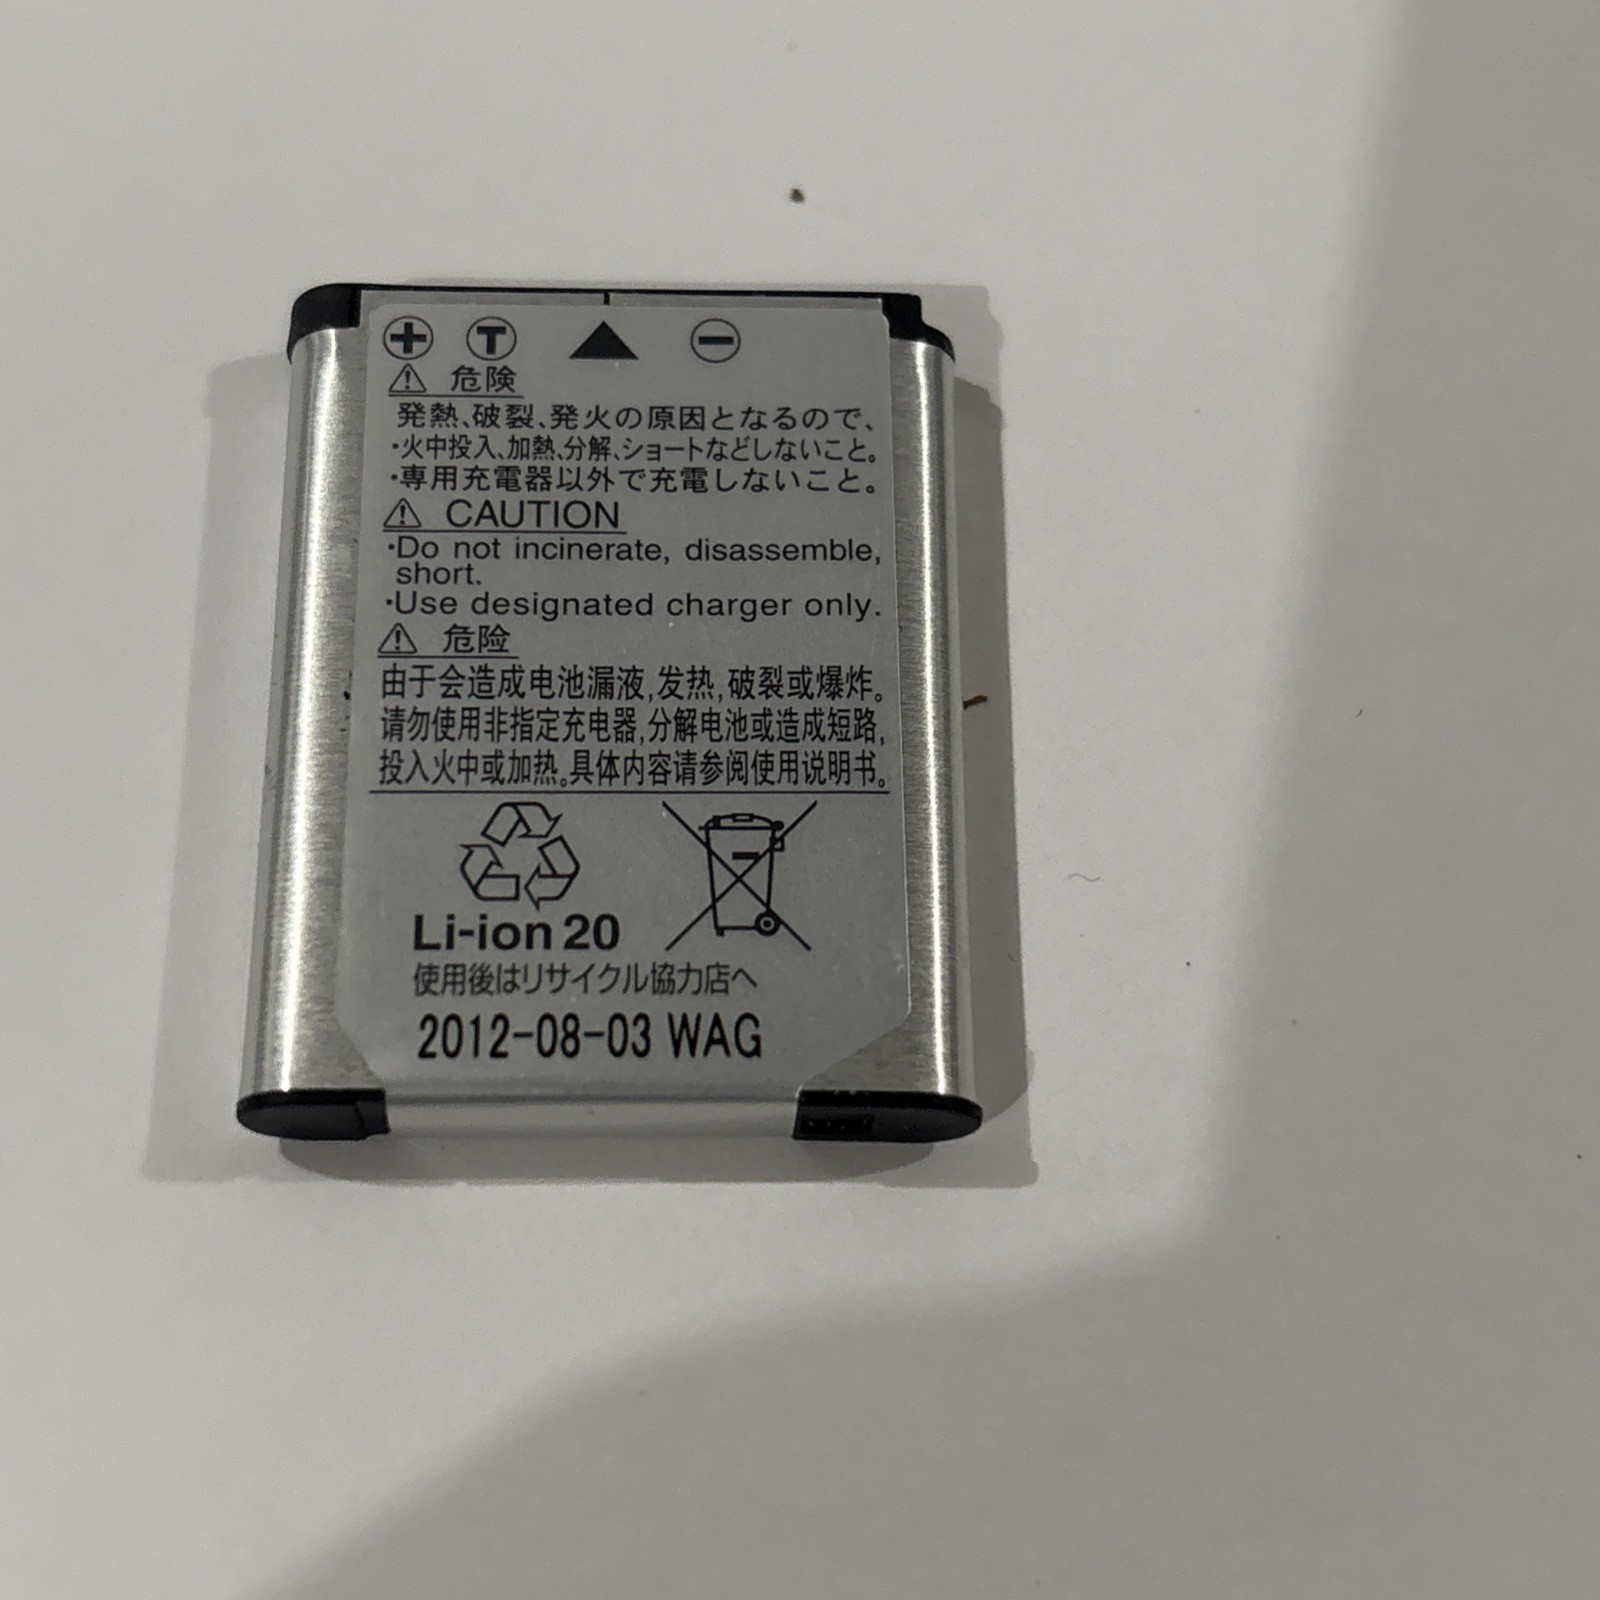 + T ▲ −
⚠ 危険
発熱、破裂、発火の原因となるので、
・火中投入、加熱、分解、ショートなどしないこと。
・専用充電器以外で充電しないこと。
⚠ CAUTION
・Do not incinerate, disassemble,
short.
・Use designated charger only.
⚠ 危险
由于会造成电池漏液,发热,破裂或爆炸。
请勿使用非指定充电器,分解电池或造成短路,
投入火中或加热。具体内容请参阅使用说明书。
Li-ion 20
使用後はリサイクル協力店へ
2012-08-03 WAG